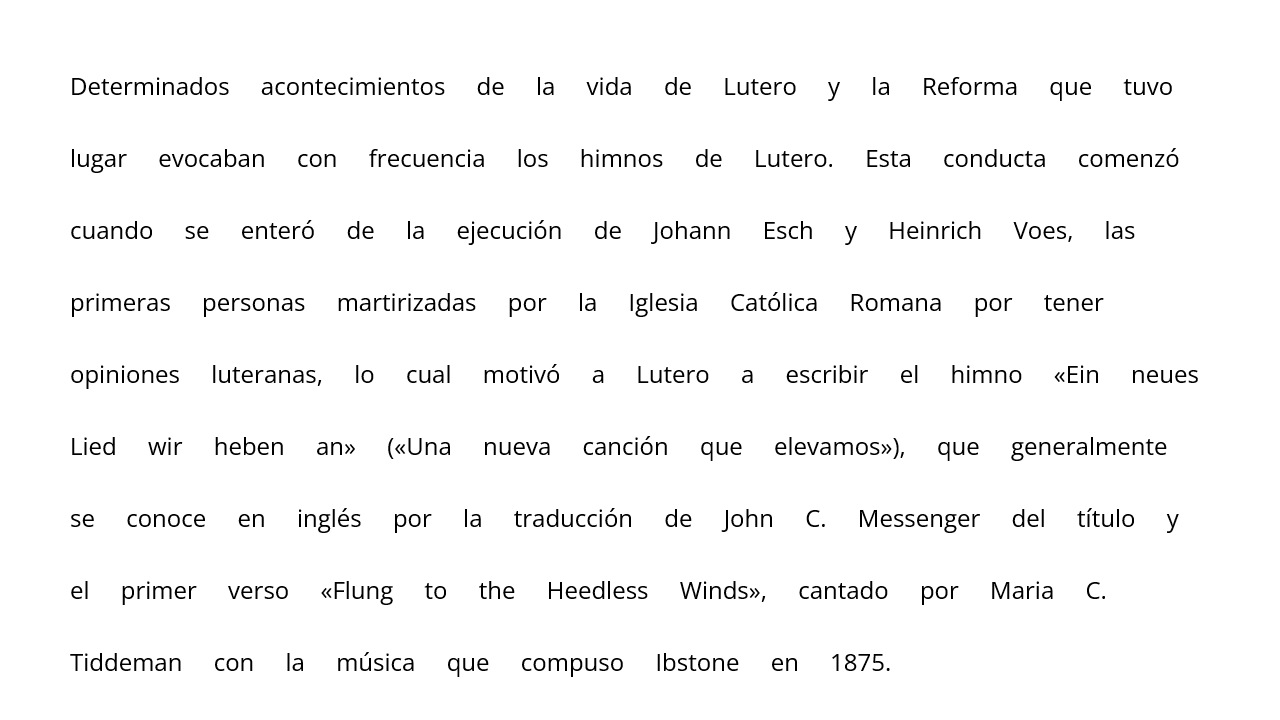 Determinados acontecimientos de la vida de Lutero y la Reforma que tuvo
lugar evocaban con frecuencia los himnos de Lutero. Esta conducta comenzó
cuando se enteró de la ejecución de Johann Esch y Heinrich Voes, las
primeras personas martirizadas por la Iglesia Católica Romana por tener
opiniones luteranas, lo cual motivó a Lutero a escribir el himno «Ein neues
Lied wir heben an» («Una nueva canción que elevamos»), que generalmente
se conoce en inglés por la traducción de John C. Messenger del título y
el primer verso «Flung to the Heedless Winds», cantado por Maria C.
Tiddeman con la música que compuso Ibstone en 1875.